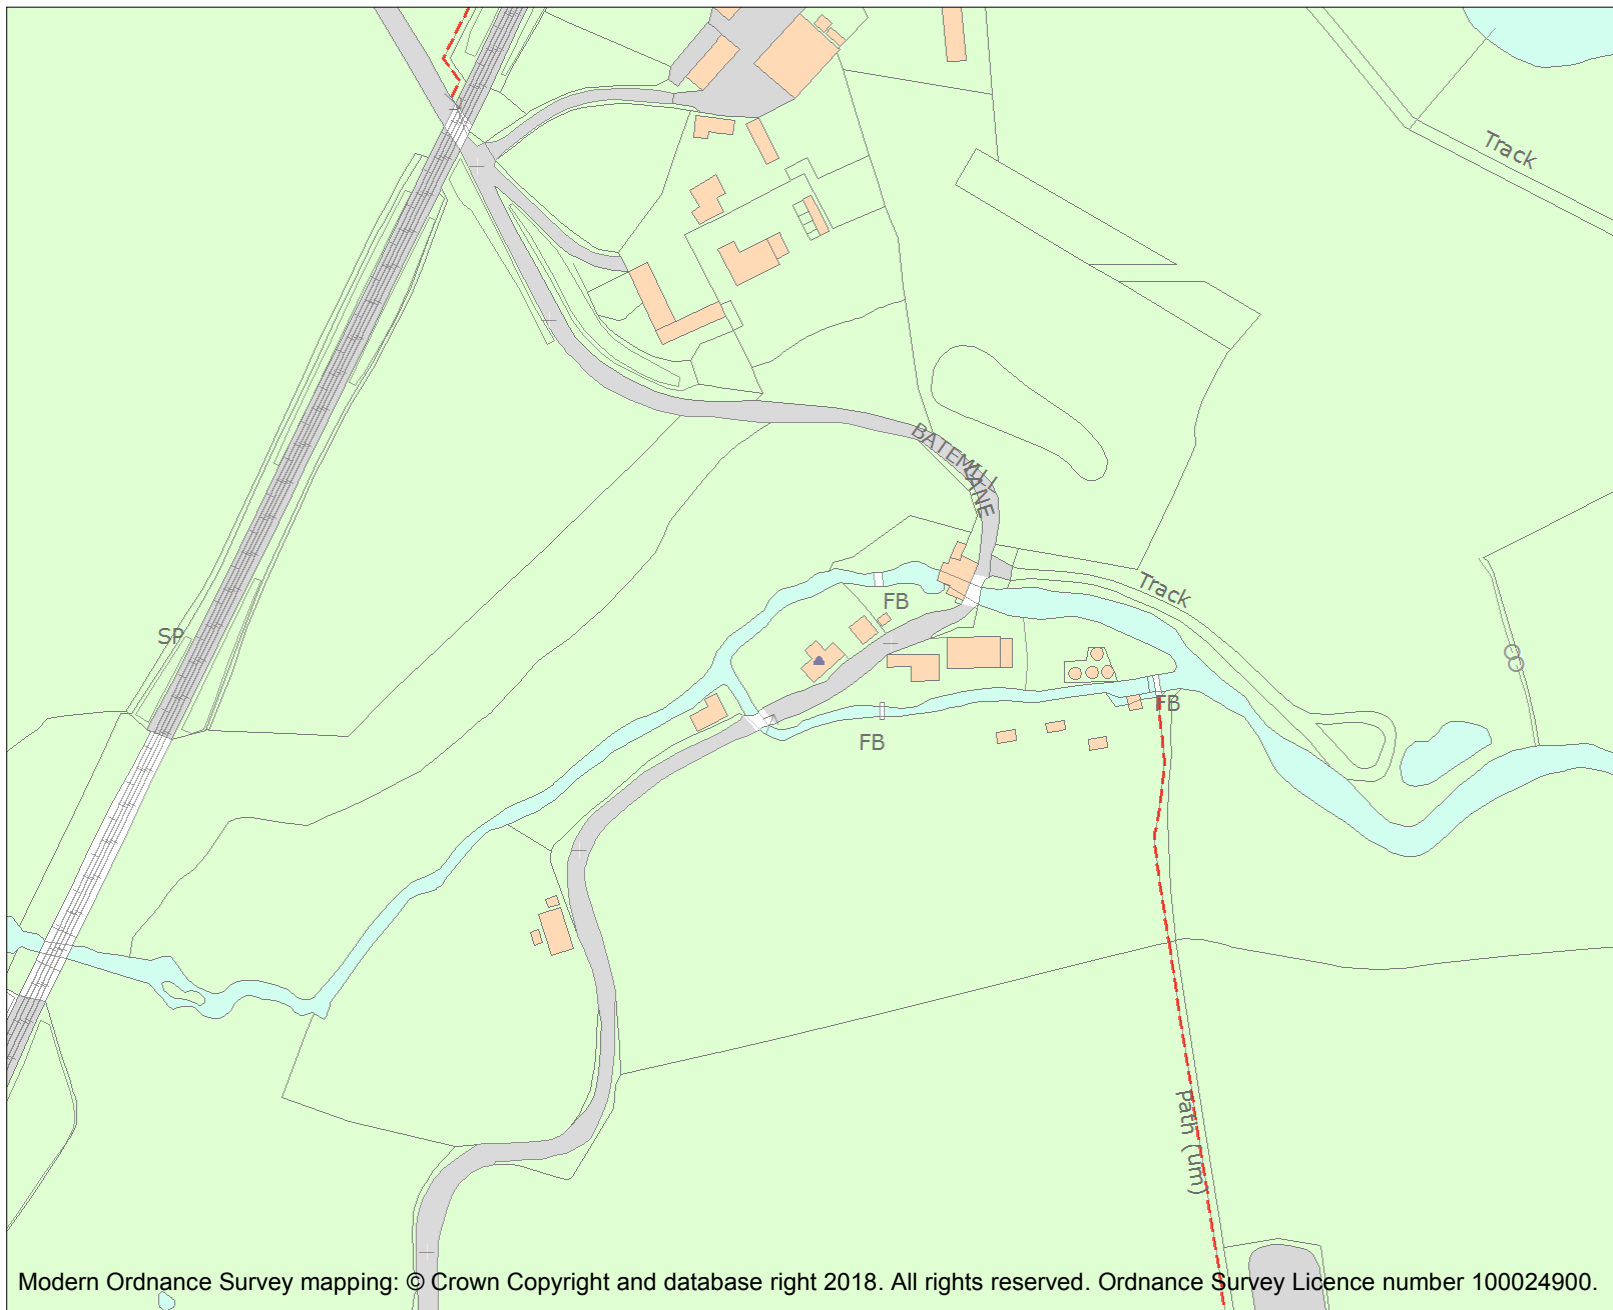 Track
BATEMILL
LANE
Track
FB
SP
FB
FB
Path (um)
Modern Ordnance Survey mapping: © Crown Copyright and database right 2018. All rights reserved. Ordnance Survey Licence number 100024900.